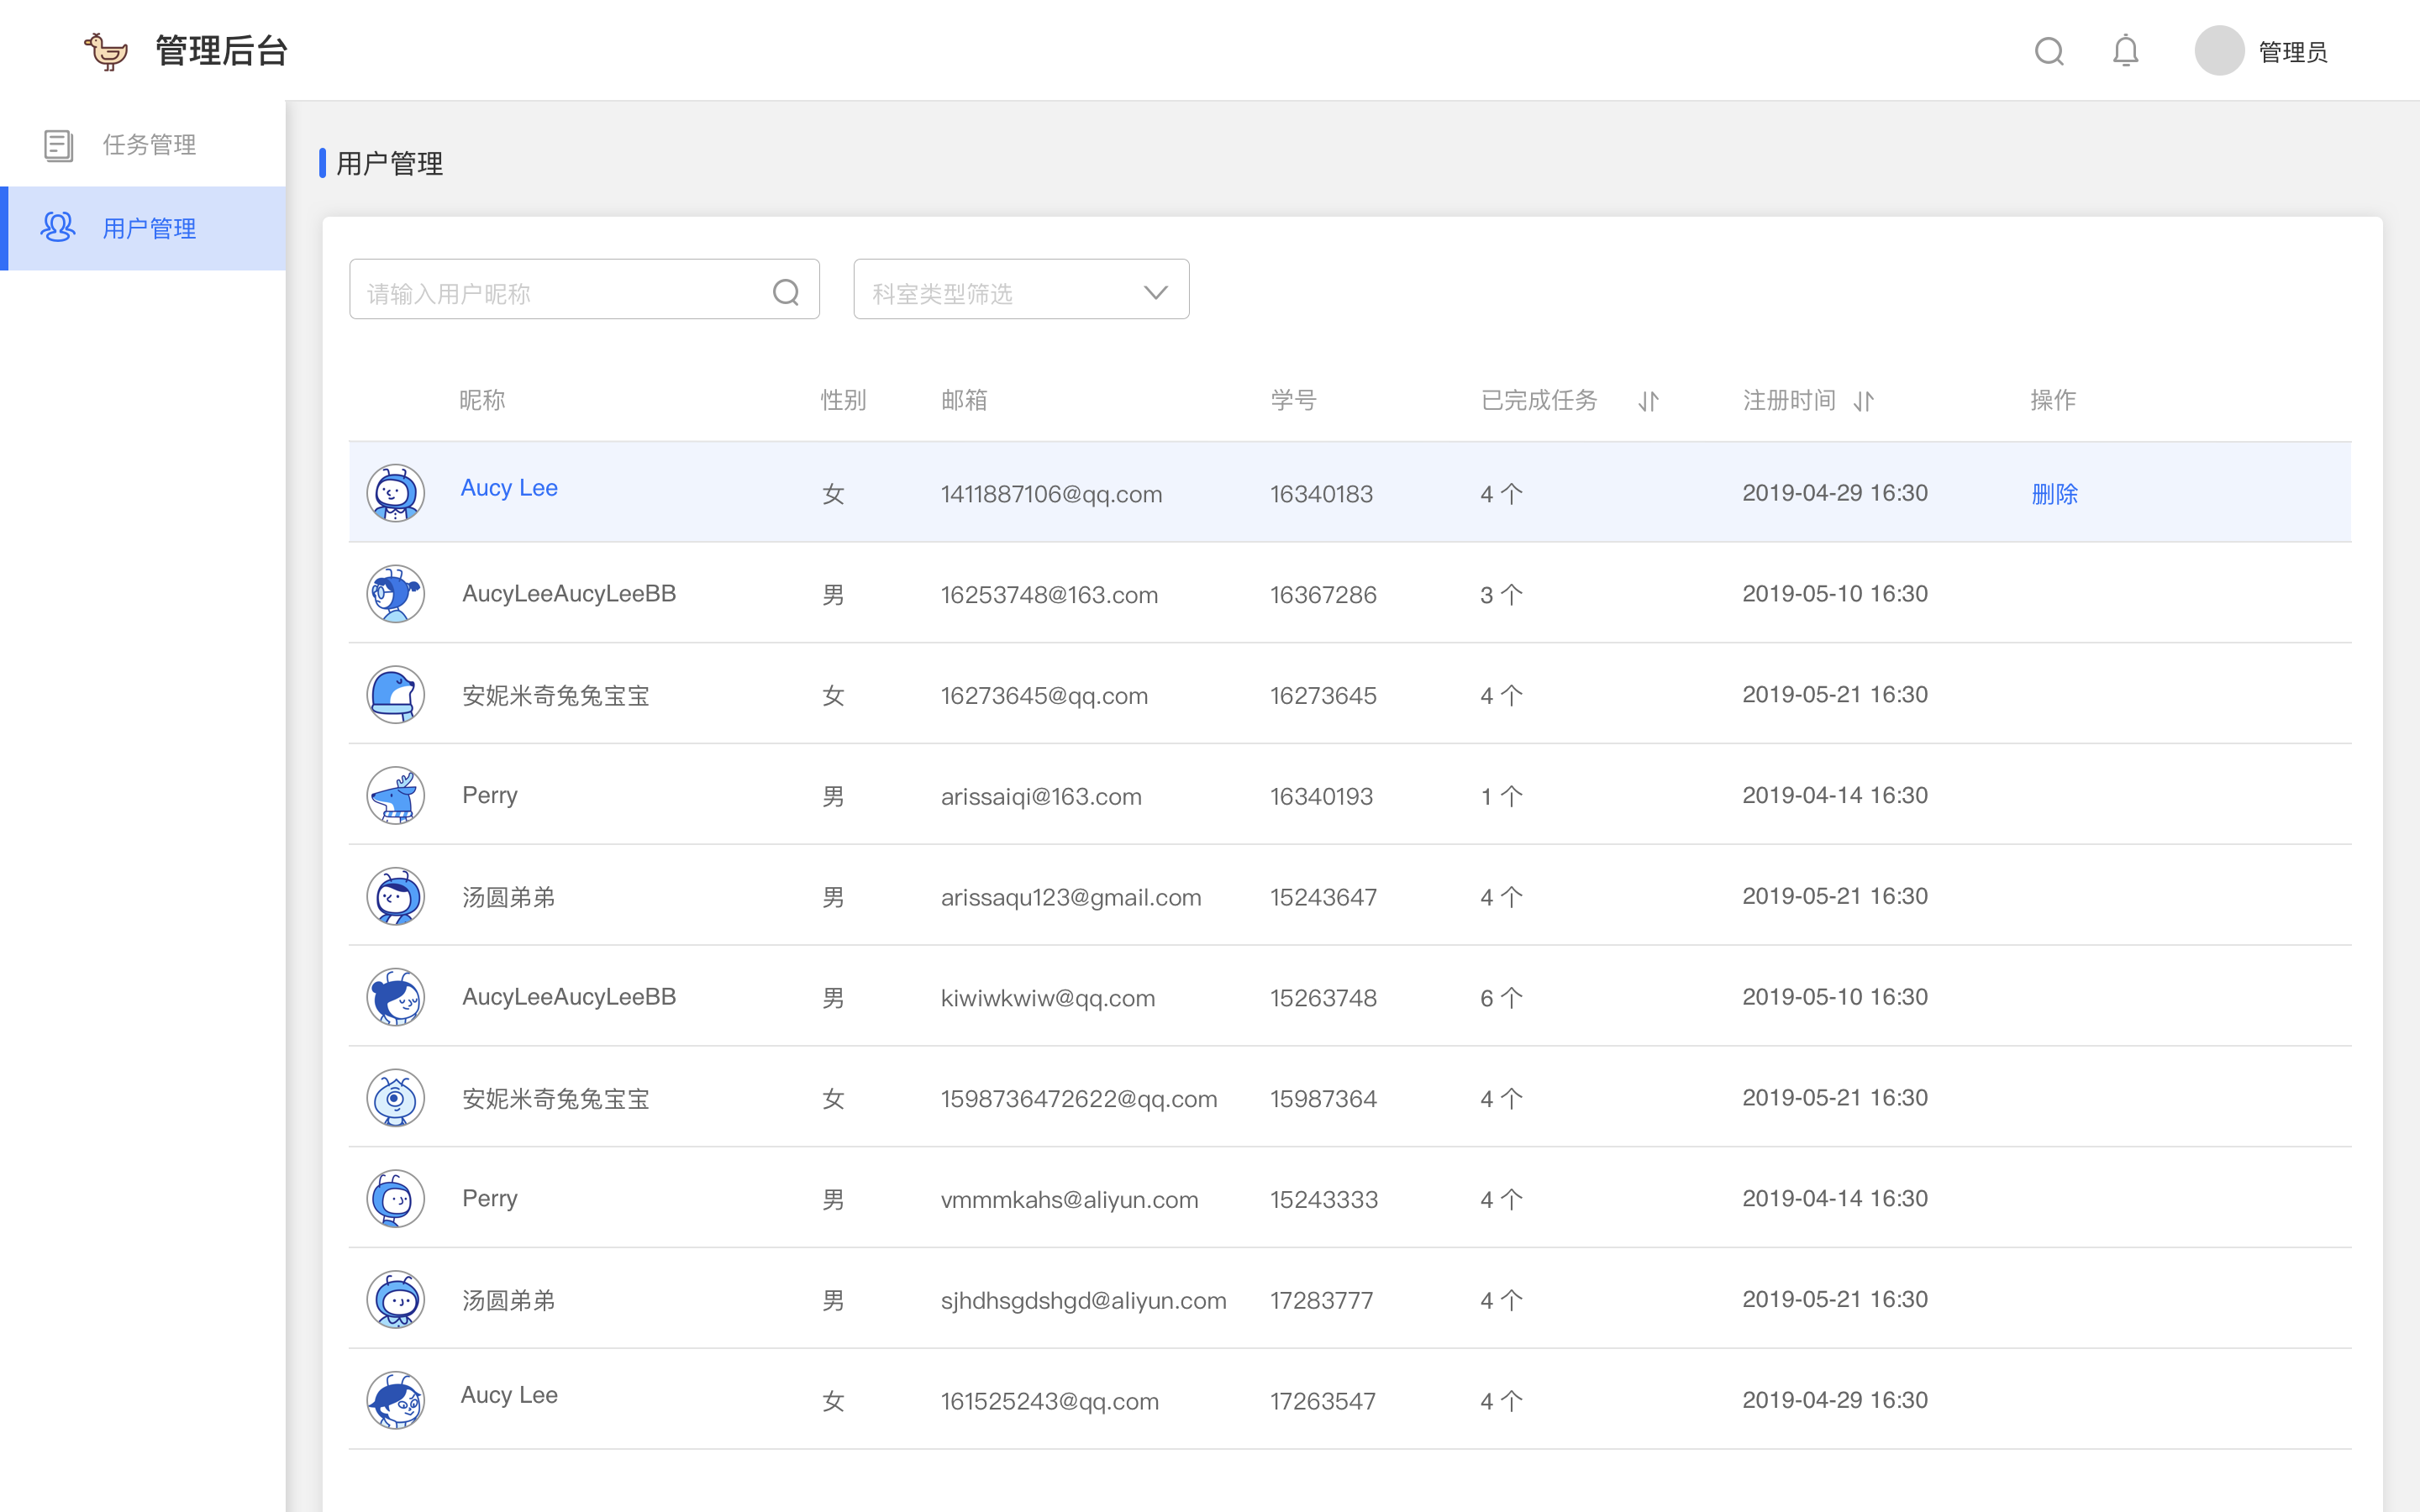 管理后台
管理员
任务管理
用户管理
用户管理
请输入用户昵称
科室类型筛选
昵称 性别 邮箱 学号 已完成任务 注册时间 操作
Aucy Lee 女 1411887106@qq.com 16340183 4 个 2019-04-29 16:30 删除
AucyLeeAucyLeeBB 男 16253748@163.com 16367286 3 个 2019-05-10 16:30
安妮米奇兔兔宝宝 女 16273645@qq.com 16273645 4 个 2019-05-21 16:30
Perry 男 arissaiqi@163.com 16340193 1 个 2019-04-14 16:30
汤圆弟弟 男 arissaqu123@gmail.com 15243647 4 个 2019-05-21 16:30
AucyLeeAucyLeeBB 男 kiwiwkwiw@qq.com 15263748 6 个 2019-05-10 16:30
安妮米奇兔兔宝宝 女 1598736472622@qq.com 15987364 4 个 2019-05-21 16:30
Perry 男 vmmmkahs@aliyun.com 15243333 4 个 2019-04-14 16:30
汤圆弟弟 男 sjhdhsgdshgd@aliyun.com 17283777 4 个 2019-05-21 16:30
Aucy Lee 女 161525243@qq.com 17263547 4 个 2019-04-29 16:30